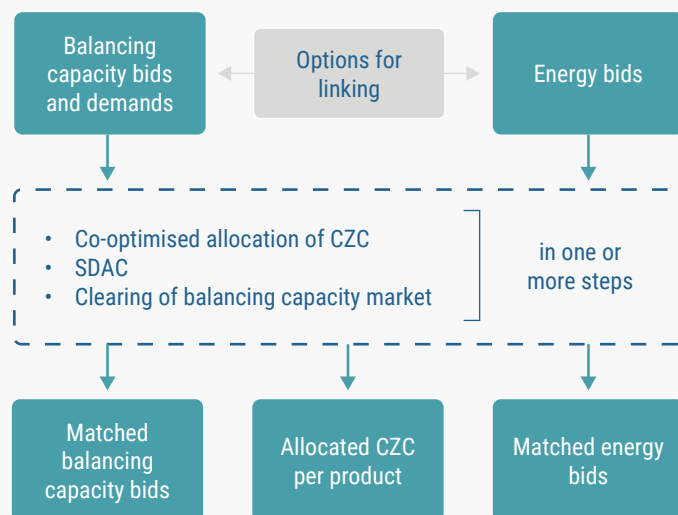 Balancing
capacity bids
and demands
Options for
linking
Energy bids
• Co-optimised allocation of CZC
• SDAC
• Clearing of balancing capacity market
in one or
more steps
Matched
balancing
capacity bids
Allocated CZC
per product
Matched energy
bids